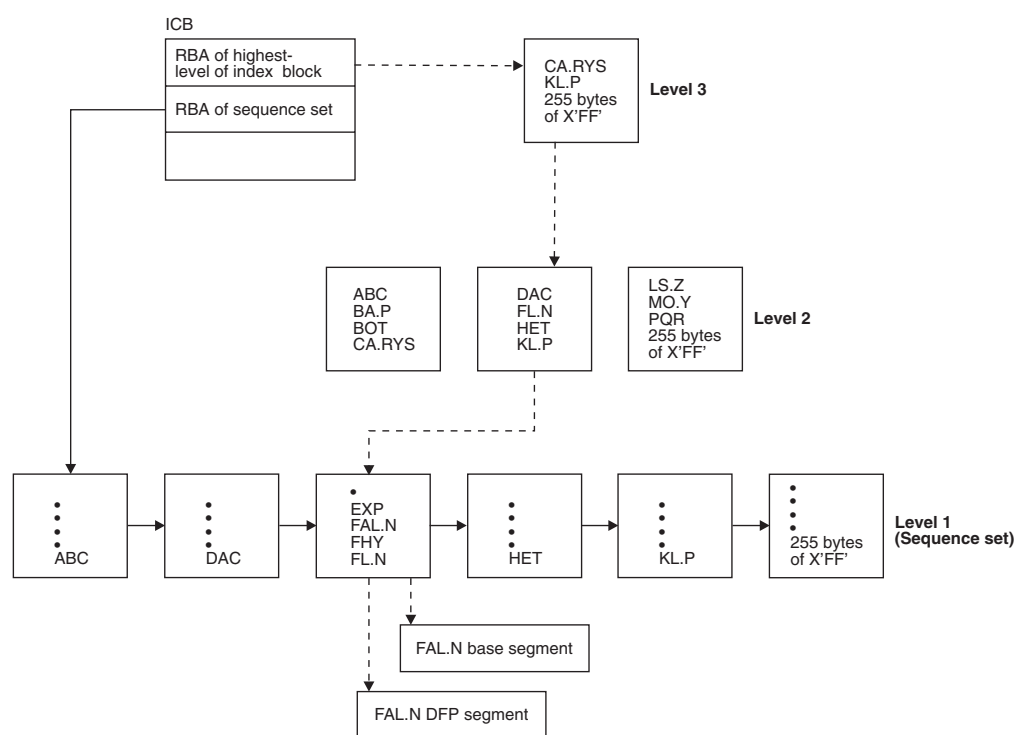 ICB
RBA of highest-
level of index block
RBA of sequence set
CA.RYS
KL.P
255 bytes
of X'FF'
Level 3
ABC
BA.P
BOT
CA.RYS
DAC
FL.N
HET
KL.P
LS.Z
MO.Y
PQR
255 bytes
of X'FF'
Level 2
ABC
DAC
EXP
FAL.N
FHY
FL.N
HET
KL.P
255 bytes
of X'FF'
Level 1
(Sequence set)
FAL.N base segment
FAL.N DFP segment